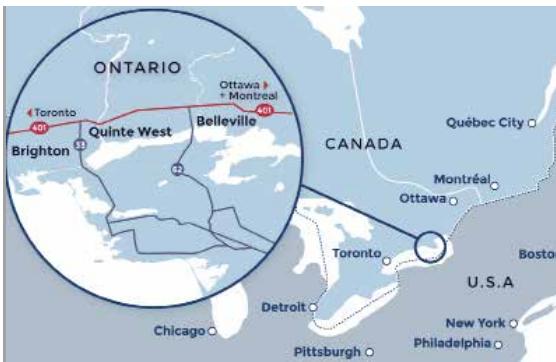 ONTARIO
Toronto
Ottawa
+ Montreal
401
401
Quinte West
Belleville
Brighton
33
CANADA
Québec City
Montréal
Ottawa
Toronto
Bosto
U.S.A
Detroit
Chicago
New York
Philadelphia
Pittsburgh